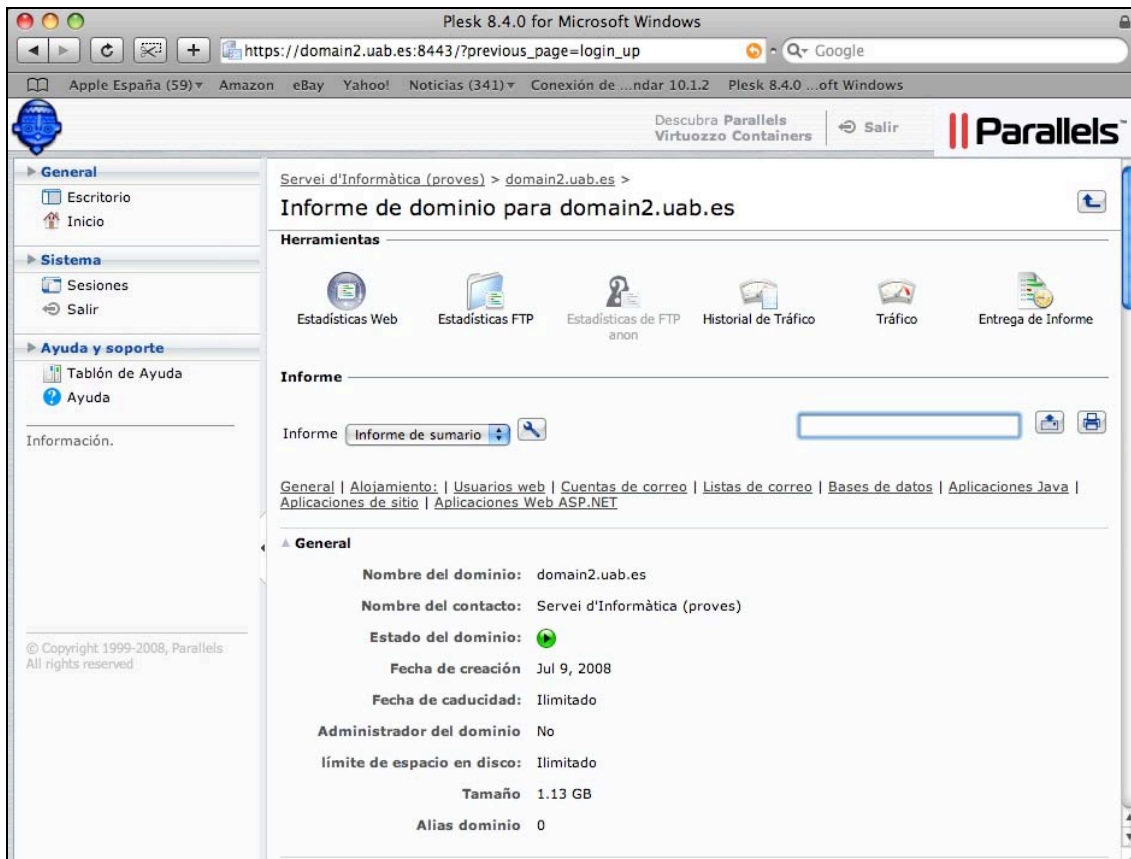 Plesk 8.4.0 for Microsoft Windows
https://domain2.uab.es:8443/?previous_page=login_up
Google
Apple España (59) Amazon eBay Yahoo! Noticias (341) Conexión de ...ndar 10.1.2 Plesk 8.4.0 ...oft Windows
Descubra Parallels
Virtuozzo Containers
Salir
Parallels™
General
Escritorio
Inicio
Sistema
Sesiones
Salir
Ayuda y soporte
Tablón de Ayuda
Ayuda
Información.
© Copyright 1999-2008, Parallels
All rights reserved
Servei d'Informàtica (proves) > domain2.uab.es >
Informe de dominio para domain2.uab.es
Herramientas
Estadísticas Web
Estadísticas FTP
Estadísticas de FTP
anon
Historial de Tráfico
Tráfico
Entrega de Informe
Informe
Informe Informe de sumario
General | Alojamiento: | Usuarios web | Cuentas de correo | Listas de correo | Bases de datos | Aplicaciones Java |
Aplicaciones de sitio | Aplicaciones Web ASP.NET
General
Nombre del dominio: domain2.uab.es
Nombre del contacto: Servei d'Informàtica (proves)
Estado del dominio:
Fecha de creación Jul 9, 2008
Fecha de caducidad: Ilimitado
Administrador del dominio No
límite de espacio en disco: Ilimitado
Tamaño 1.13 GB
Alias dominio 0